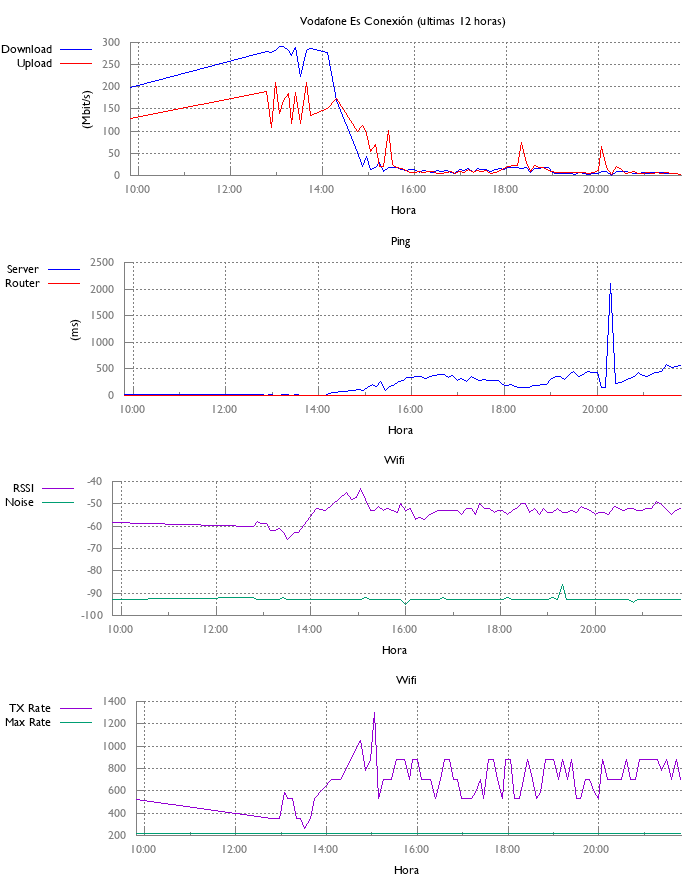 Vodafone Es Conexión (ultimas 12 horas)
Download
Upload
(Mbit/s)
300
250
200
150
100
50
0
10:00 12:00 14:00 16:00 18:00 20:00
Hora
Ping
Server
Router
(ms)
2500
2000
1500
1000
500
0
10:00 12:00 14:00 16:00 18:00 20:00
Hora
Wifi
RSSI
Noise
-40
-50
-60
-70
-80
-90
-100
10:00 12:00 14:00 16:00 18:00 20:00
Hora
Wifi
TX Rate
Max Rate
1400
1200
1000
800
600
400
200
10:00 12:00 14:00 16:00 18:00 20:00
Hora